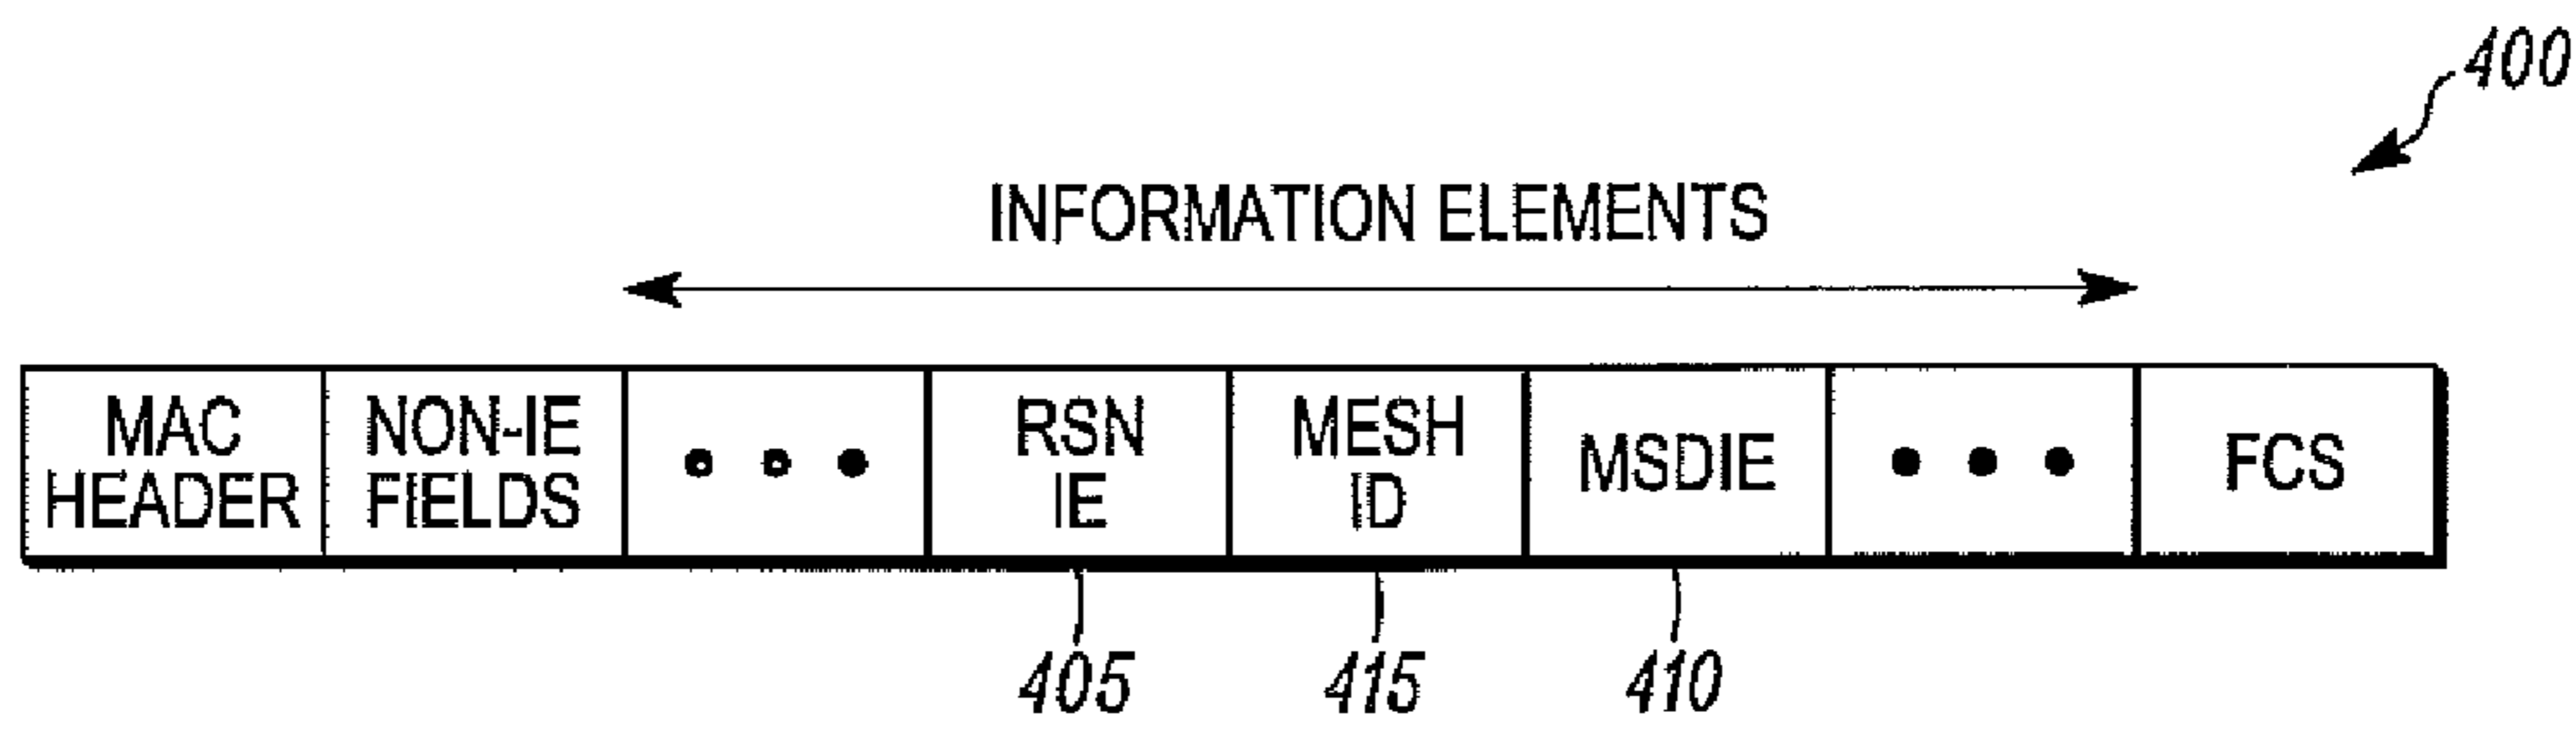 400
INFORMATION ELEMENTS
MAC
HEADER
NON-IE
FIELDS
• • •
RSN
IE
MESH
ID
MSDIE
• • •
FCS
405
415
410